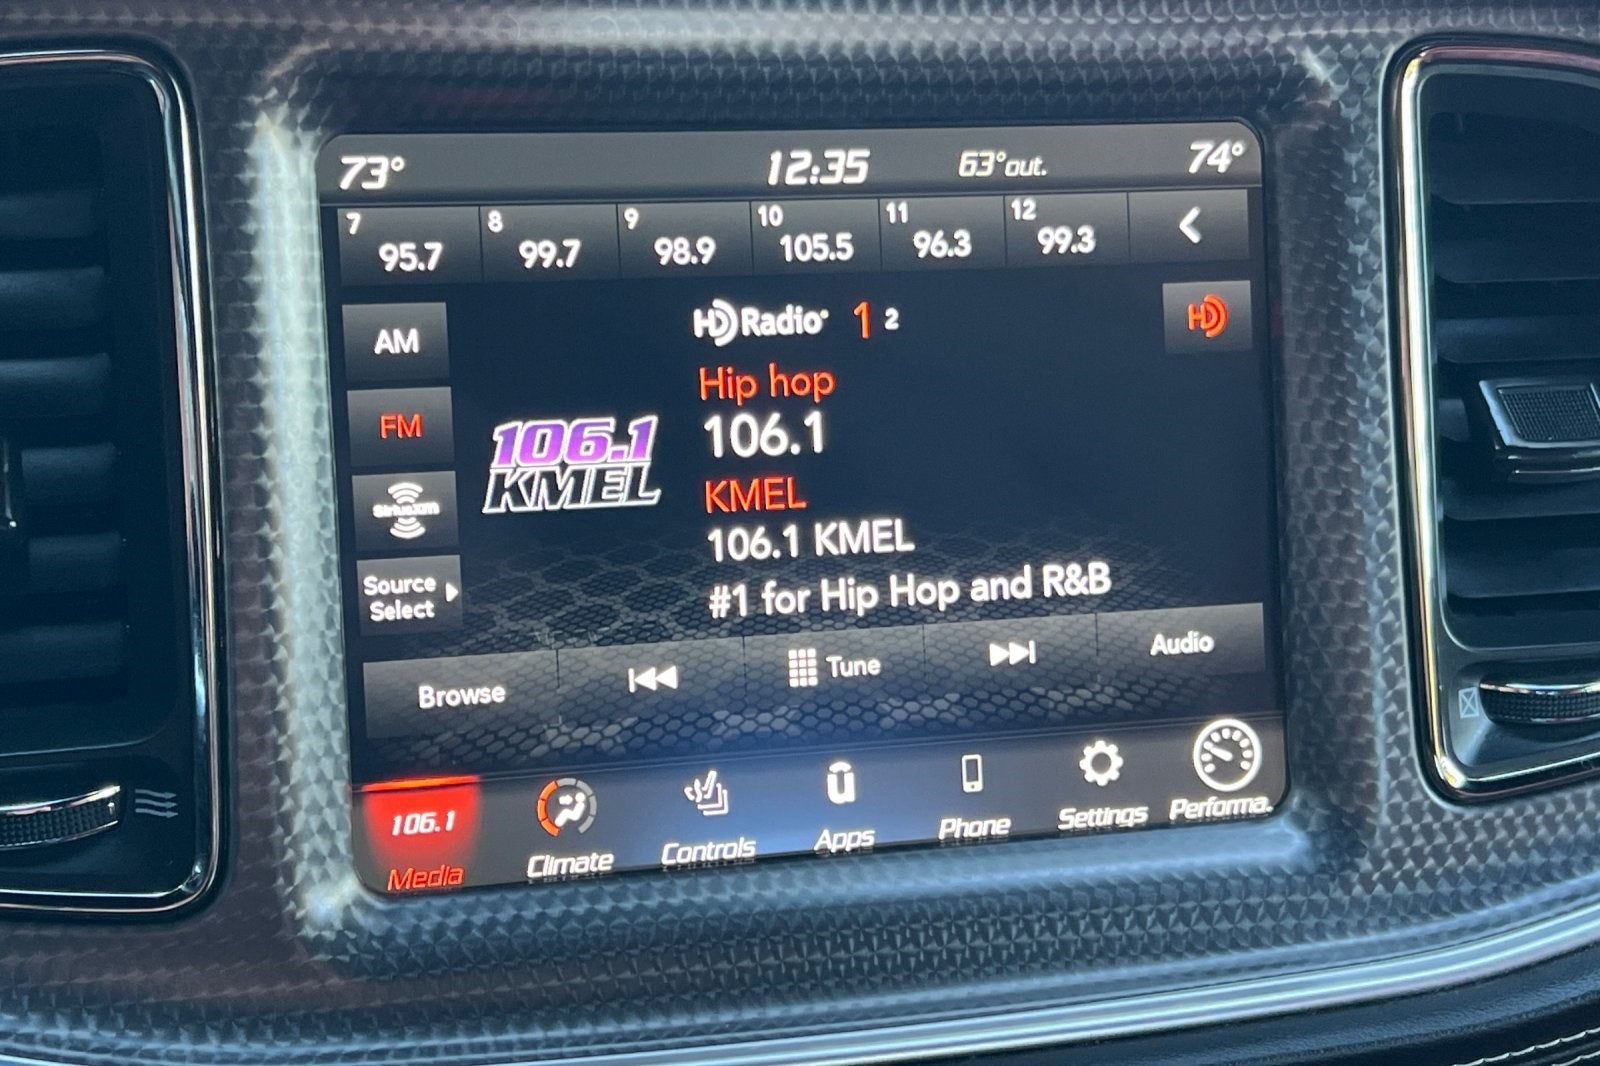 73° 12:35 63°out. 74°
7 8 9 10 11 12
95.7 99.7 98.9 105.5 96.3 99.3
HD Radio 1 2 HD
AM
Hip hop
FM
106.1
106.1
KMEL
KMEL
SiriusXM
106.1 KMEL
Source
Select
#1 for Hip Hop and R&B
Browse Tune Audio
106.1
Media Climate Controls Apps Phone Settings Performa.